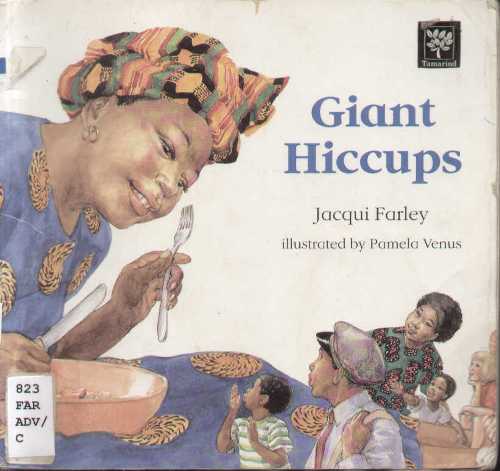 Tamarind
Giant
Hiccups
Jacqui Farley
illustrated by Pamela Venus
823
FAR
ADV/
C